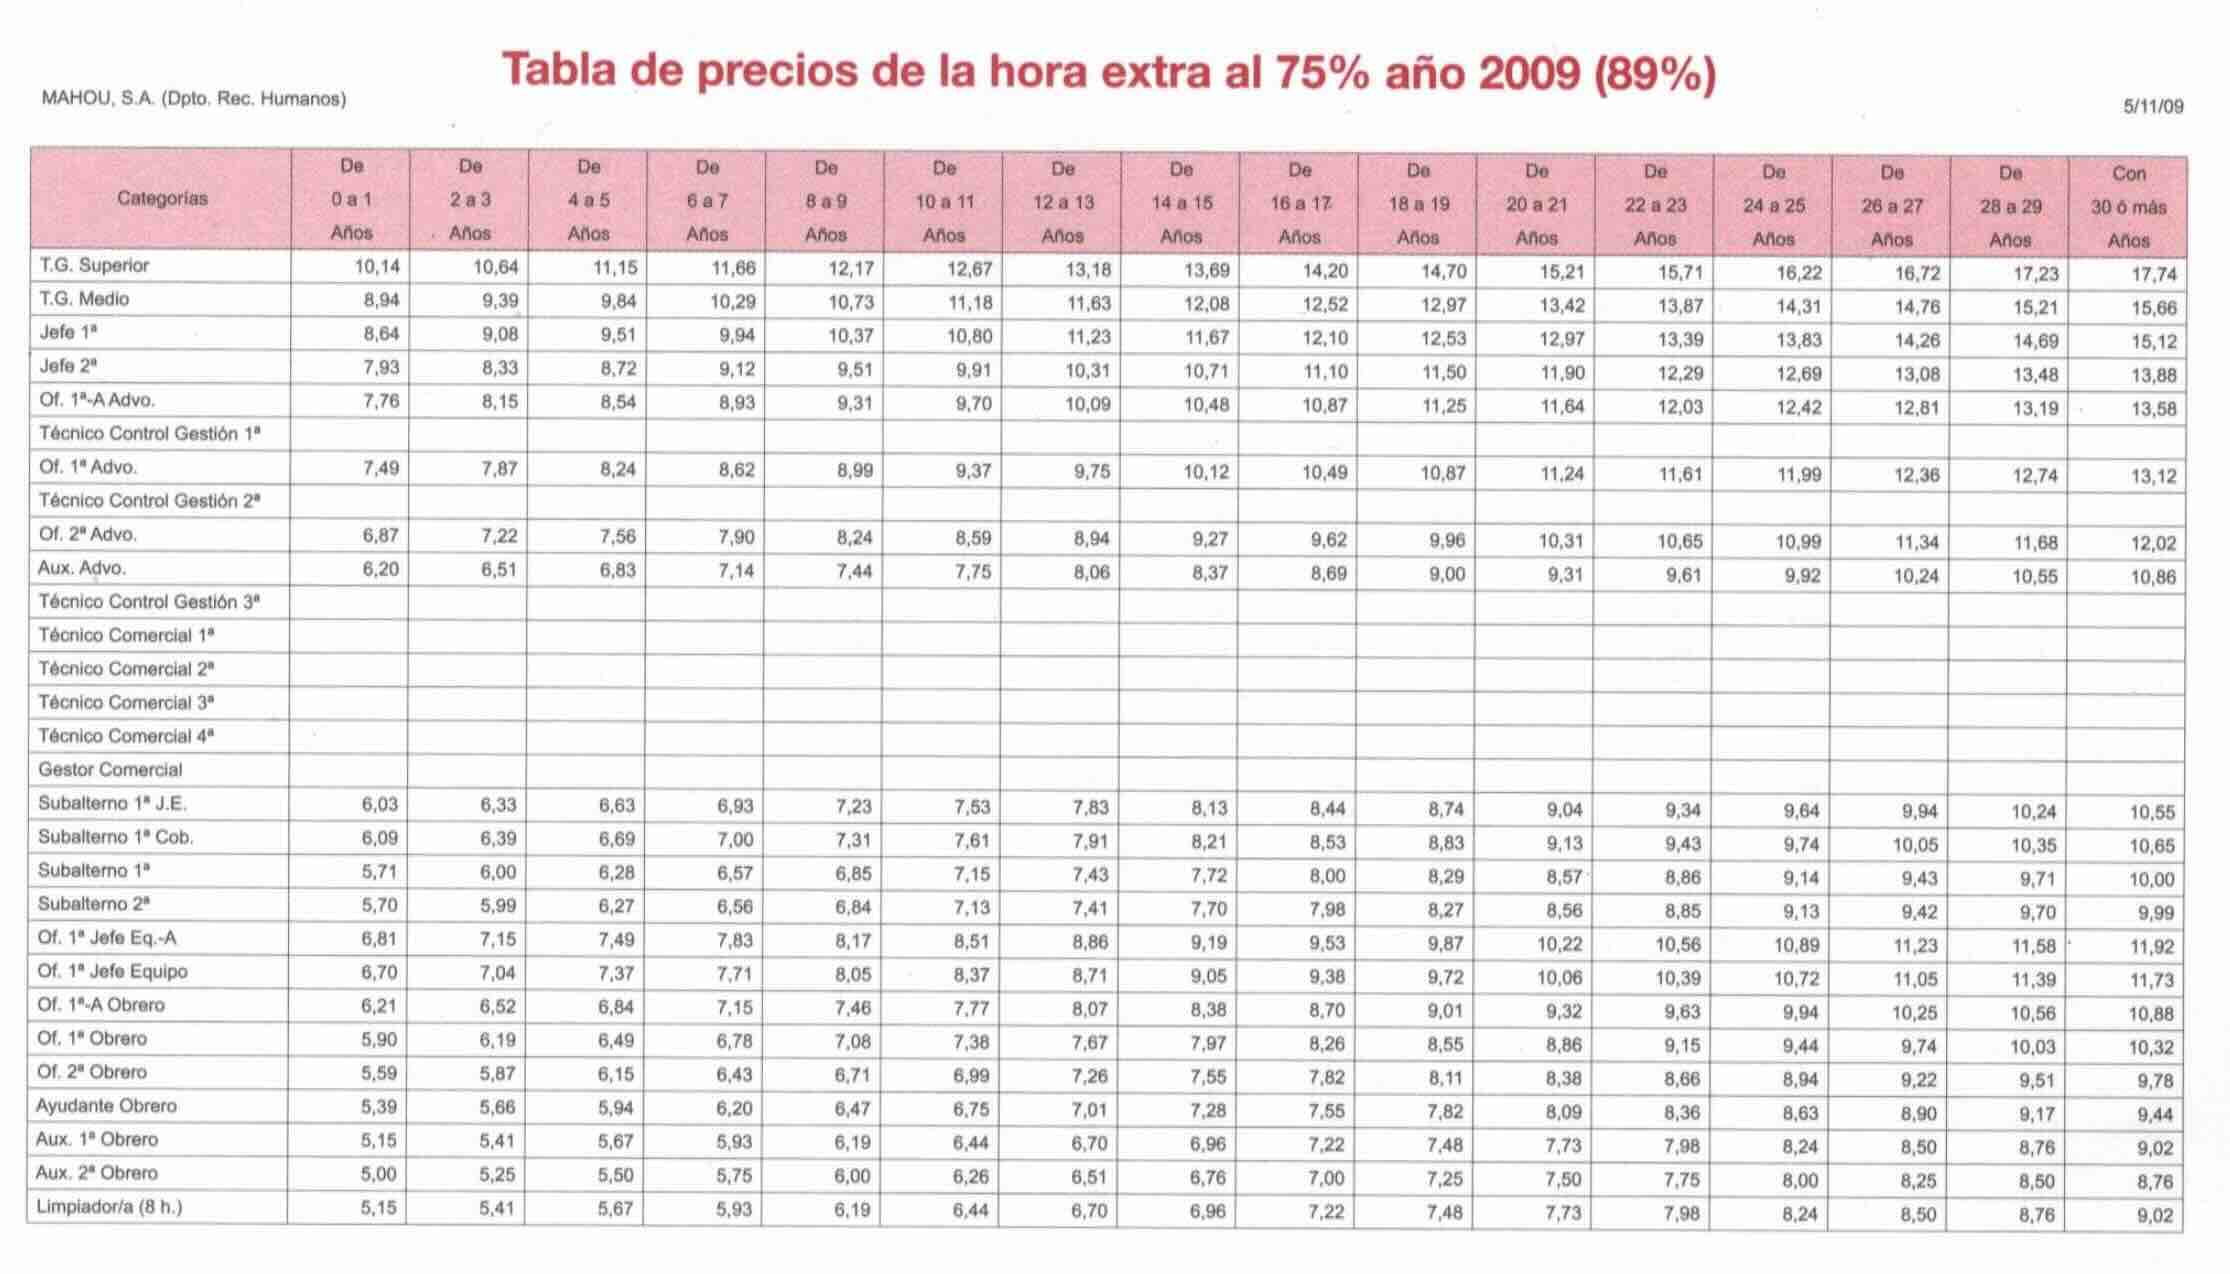 Tabla de precios de la hora extra al 75% año 2009 (89%)
MAHOU, S.A. (Dpto. Rec. Humanos)
5/11/09
Categorías De 0 a 1 Años De 2 a 3 Años De 4 a 5 Años De 6 a 7 Años De 8 a 9 Años De 10 a 11 Años De 12 a 13 Años De 14 a 15 Años De 16 a 17 Años De 18 a 19 Años De 20 a 21 Años De 22 a 23 Años De 24 a 25 Años De 26 a 27 Años De 28 a 29 Años Con 30 ó más Años
T.G. Superior 10,14 10,64 11,15 11,66 12,17 12,67 13,18 13,69 14,20 14,70 15,21 15,71 16,22 16,72 17,23 17,74
T.G. Medio 8,94 9,39 9,84 10,29 10,73 11,18 11,63 12,08 12,52 12,97 13,42 13,87 14,31 14,76 15,21 15,66
Jefe 1ª 8,64 9,08 9,51 9,94 10,37 10,80 11,23 11,67 12,10 12,53 12,97 13,39 13,83 14,26 14,69 15,12
Jefe 2ª 7,93 8,33 8,72 9,12 9,51 9,91 10,31 10,71 11,10 11,50 11,90 12,29 12,69 13,08 13,48 13,88
Of. 1ª-A Advo. 7,76 8,15 8,54 8,93 9,31 9,70 10,09 10,48 10,87 11,25 11,64 12,03 12,42 12,81 13,19 13,58
Técnico Control Gestión 1ª
Of. 1ª Advo. 7,49 7,87 8,24 8,62 8,99 9,37 9,75 10,12 10,49 10,87 11,24 11,61 11,99 12,36 12,74 13,12
Técnico Control Gestión 2ª
Of. 2ª Advo. 6,87 7,22 7,56 7,90 8,24 8,59 8,94 9,27 9,62 9,96 10,31 10,65 10,99 11,34 11,68 12,02
Aux. Advo. 6,20 6,51 6,83 7,14 7,44 7,75 8,06 8,37 8,69 9,00 9,31 9,61 9,92 10,24 10,55 10,86
Técnico Control Gestión 3ª
Técnico Comercial 1ª
Técnico Comercial 2ª
Técnico Comercial 3ª
Técnico Comercial 4ª
Gestor Comercial
Subalterno 1ª J.E. 6,03 6,33 6,63 6,93 7,23 7,53 7,83 8,13 8,44 8,74 9,04 9,34 9,64 9,94 10,24 10,55
Subalterno 1ª Cob. 6,09 6,39 6,69 7,00 7,31 7,61 7,91 8,21 8,53 8,83 9,13 9,43 9,74 10,05 10,35 10,65
Subalterno 1ª 5,71 6,00 6,28 6,57 6,85 7,15 7,43 7,72 8,00 8,29 8,57 8,86 9,14 9,43 9,71 10,00
Subalterno 2ª 5,70 5,99 6,27 6,56 6,84 7,13 7,41 7,70 7,98 8,27 8,56 8,85 9,13 9,42 9,70 9,99
Of. 1ª Jefe Eq.-A 6,81 7,15 7,49 7,83 8,17 8,51 8,86 9,19 9,53 9,87 10,22 10,56 10,89 11,23 11,58 11,92
Of. 1ª Jefe Equipo 6,70 7,04 7,37 7,71 8,05 8,37 8,71 9,05 9,38 9,72 10,06 10,39 10,72 11,05 11,39 11,73
Of. 1ª-A Obrero 6,21 6,52 6,84 7,15 7,46 7,77 8,07 8,38 8,70 9,01 9,32 9,63 9,94 10,25 10,56 10,88
Of. 1ª Obrero 5,90 6,19 6,49 6,78 7,08 7,38 7,67 7,97 8,26 8,55 8,86 9,15 9,44 9,74 10,03 10,32
Of. 2ª Obrero 5,59 5,87 6,15 6,43 6,71 6,99 7,26 7,55 7,82 8,11 8,38 8,66 8,94 9,22 9,51 9,78
Ayudante Obrero 5,39 5,66 5,94 6,20 6,47 6,75 7,01 7,28 7,55 7,82 8,09 8,36 8,63 8,90 9,17 9,44
Aux. 1ª Obrero 5,15 5,41 5,67 5,93 6,19 6,44 6,70 6,96 7,22 7,48 7,73 7,98 8,24 8,50 8,76 9,02
Aux. 2ª Obrero 5,00 5,25 5,50 5,75 6,00 6,26 6,51 6,76 7,00 7,25 7,50 7,75 8,00 8,25 8,50 8,76
Limpiador/a (8 h.) 5,15 5,41 5,67 5,93 6,19 6,44 6,70 6,96 7,22 7,48 7,73 7,98 8,24 8,50 8,76 9,02